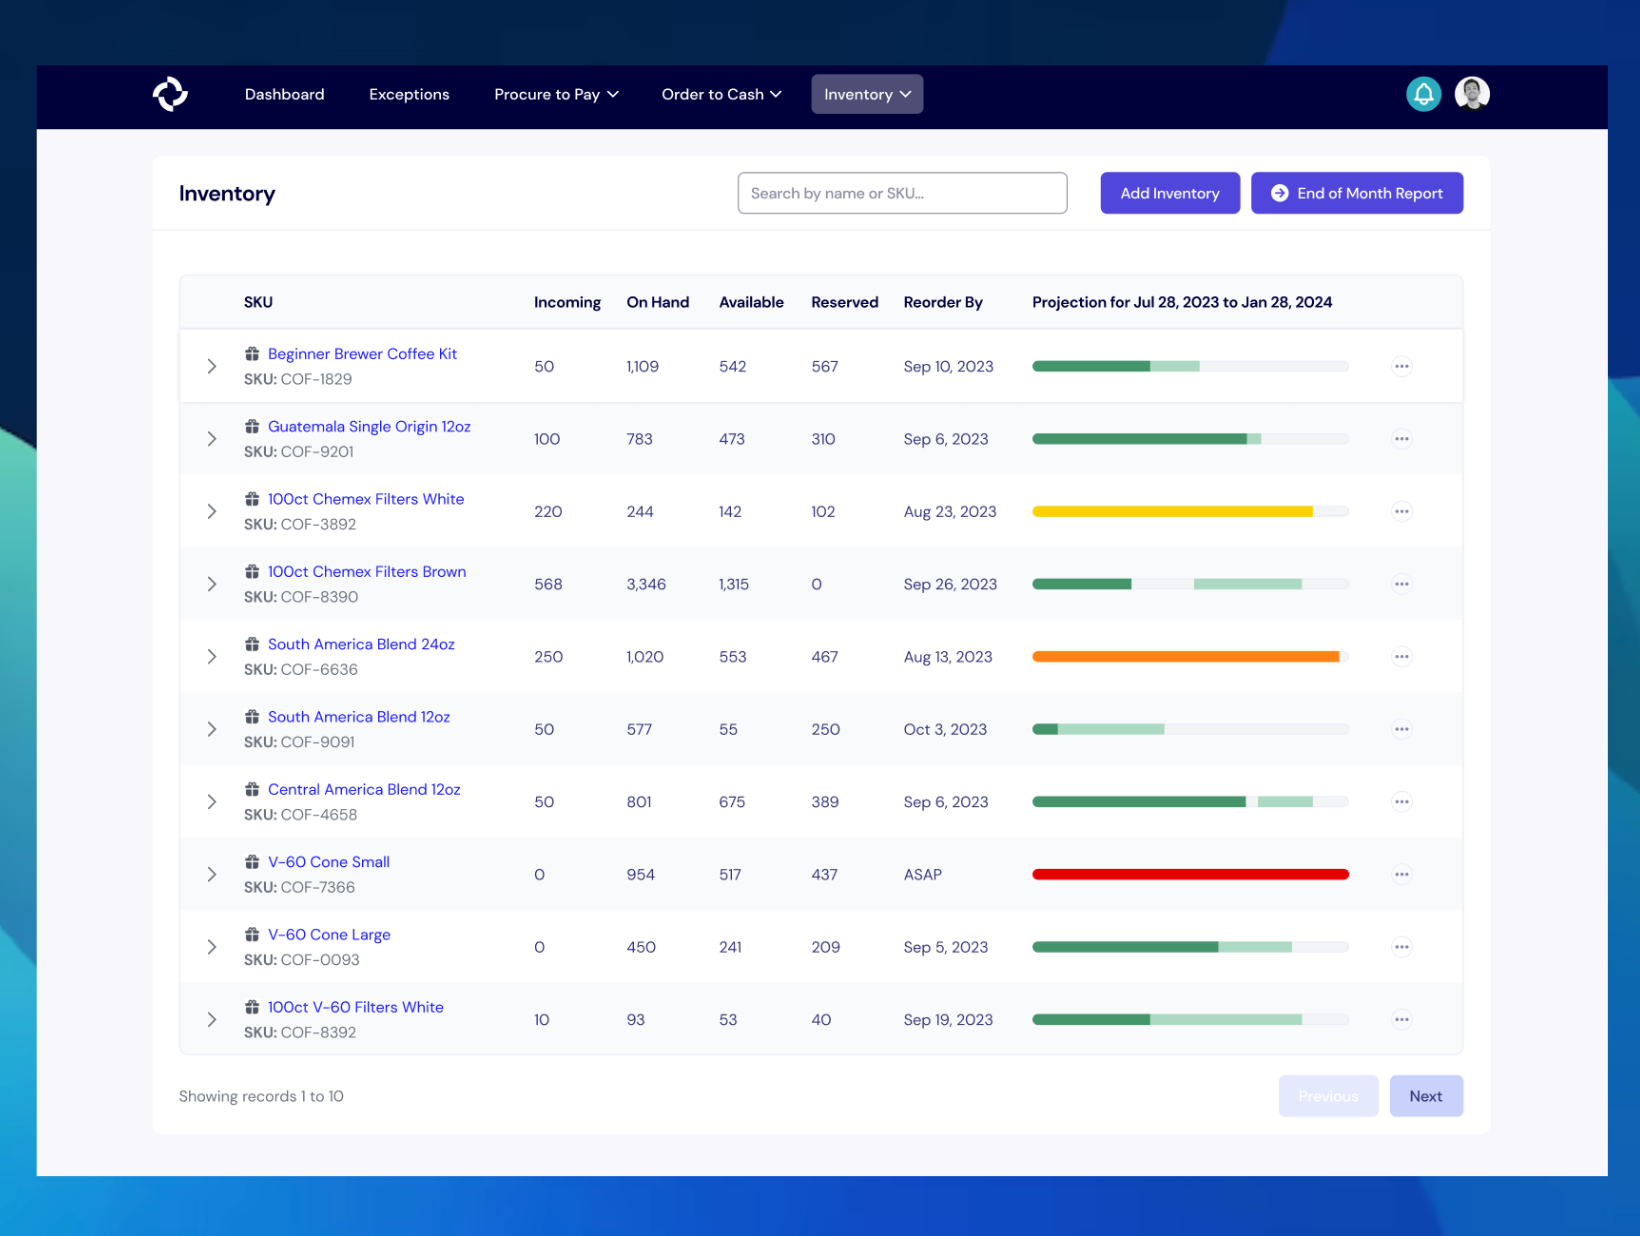 Dashboard Exceptions Procure to Pay Order to Cash Inventory
Inventory Search by name or SKU... Add Inventory End of Month Report
SKU Incoming On Hand Available Reserved Reorder By Projection for Jul 28, 2023 to Jan 28, 2024
Beginner Brewer Coffee Kit
SKU: COF-1829
50 1,109 542 567 Sep 10, 2023
Guatemala Single Origin 12oz
SKU: COF-9201
100 783 473 310 Sep 6, 2023
100ct Chemex Filters White
SKU: COF-3892
220 244 142 102 Aug 23, 2023
100ct Chemex Filters Brown
SKU: COF-8390
568 3,346 1,315 0 Sep 26, 2023
South America Blend 24oz
SKU: COF-6636
250 1,020 553 467 Aug 13, 2023
South America Blend 12oz
SKU: COF-9091
50 577 55 250 Oct 3, 2023
Central America Blend 12oz
SKU: COF-4658
50 801 675 389 Sep 6, 2023
V-60 Cone Small
SKU: COF-7366
0 954 517 437 ASAP
V-60 Cone Large
SKU: COF-0093
0 450 241 209 Sep 5, 2023
100ct V-60 Filters White
SKU: COF-8392
10 93 53 40 Sep 19, 2023
Showing records 1 to 10 Previous Next